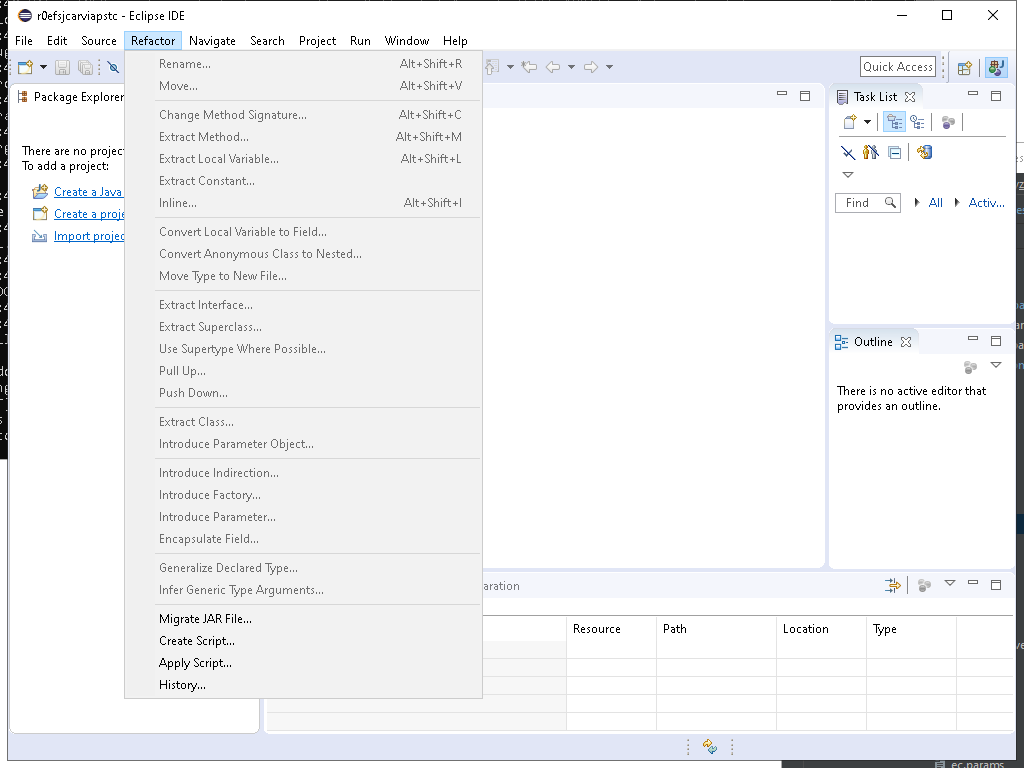 r0efsjcarviapstc - Eclipse IDE
File Edit Source Refactor Navigate Search Project Run Window Help
Quick Access
Package Explorer
There are no
To add a project:
Create a Java
Create a
Import
Rename... Alt+Shift+R
Move... Alt+Shift+V
Change Method Signature... Alt+Shift+C
Extract Method... Alt+Shift+M
Extract Local Variable... Alt+Shift+L
Extract Constant...
Inline... Alt+Shift+I
Convert Local Variable to Field...
Convert Anonymous Class to Nested...
Move Type to New File...
Extract Interface...
Extract Superclass...
Use Supertype Where Possible...
Pull Up...
Push Down...
Extract Class...
Introduce Parameter Object...
Introduce Indirection...
Introduce Factory...
Introduce Parameter...
Encapsulate Field...
Generalize Declared Type...
Infer Generic Type Arguments...
Migrate JAR File...
Create Script...
Apply Script...
History...
Task List
Find All Activ...
Outline
There is no active editor that
provides an outline.
aration
Resource Path Location Type
ec.params